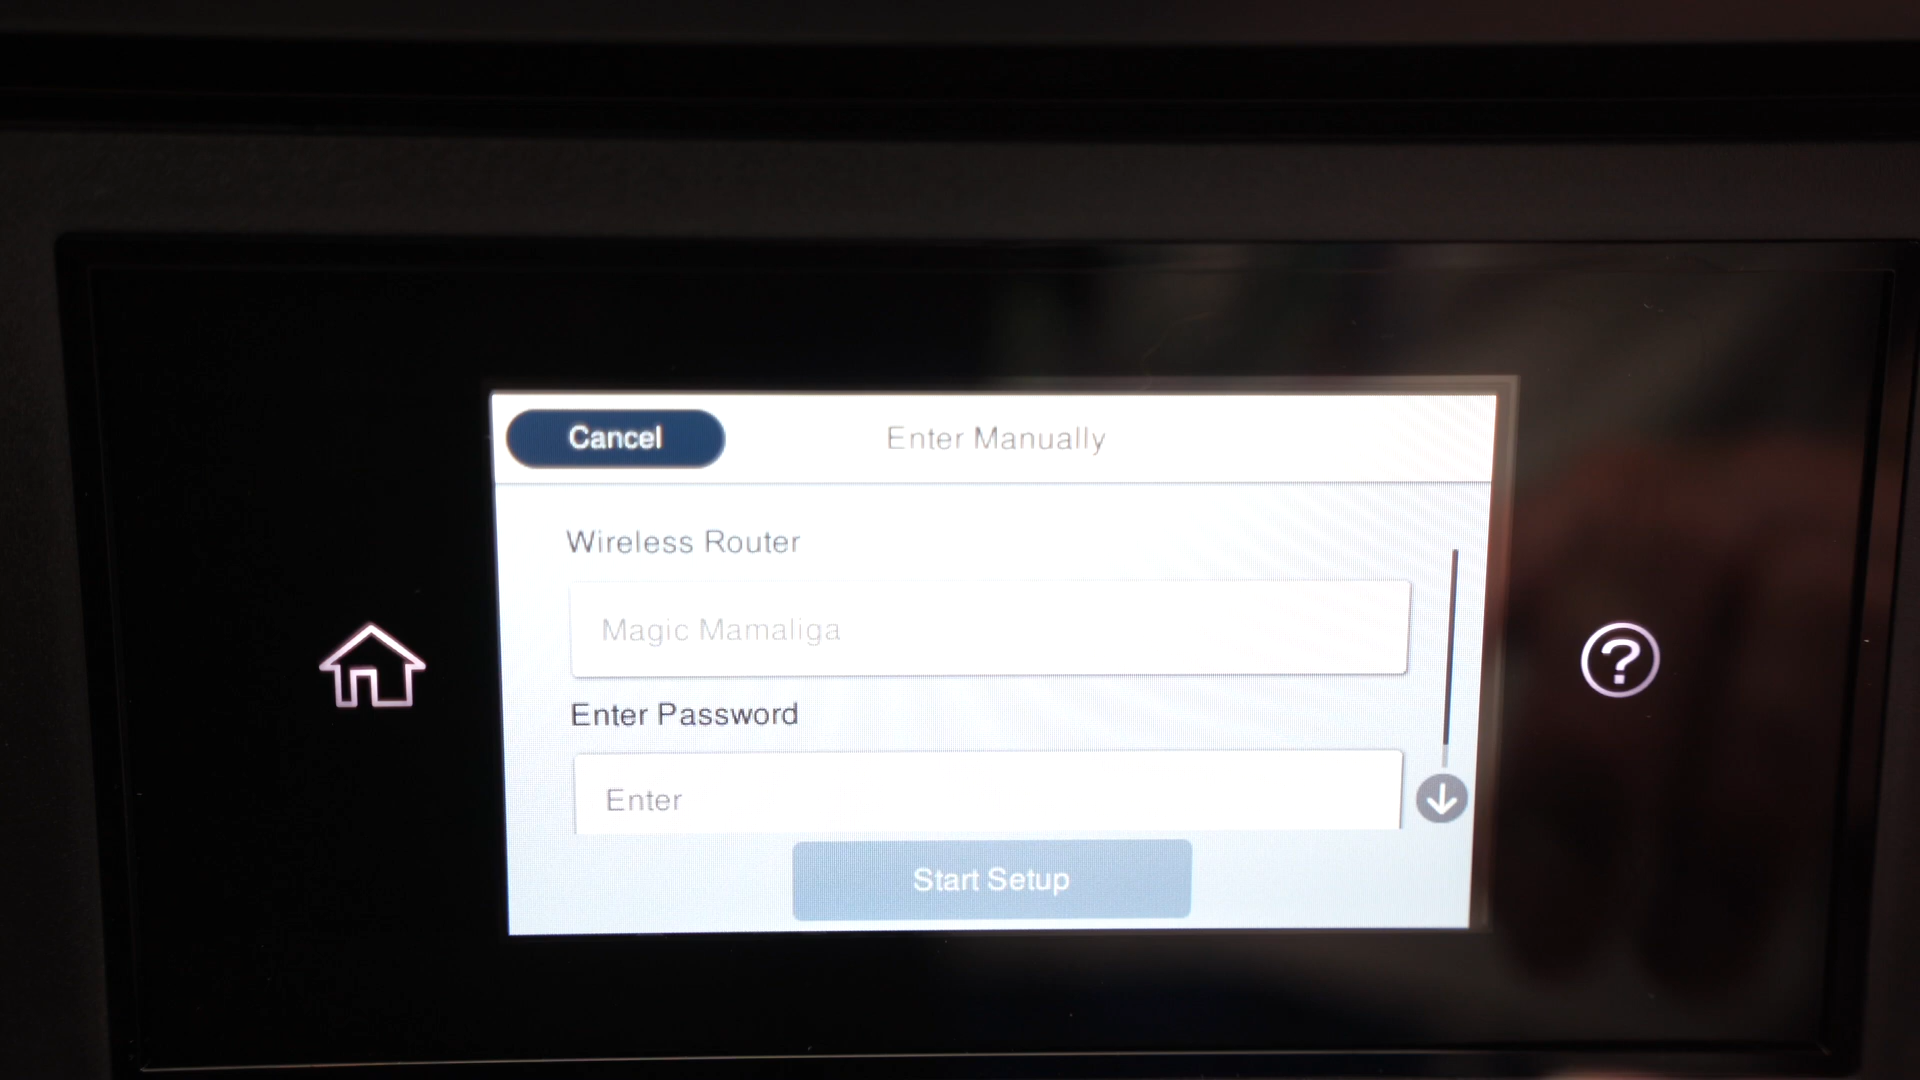 Cancel
Enter Manually
Wireless Router
Magic Mamaliga
Enter Password
Enter
Start Setup